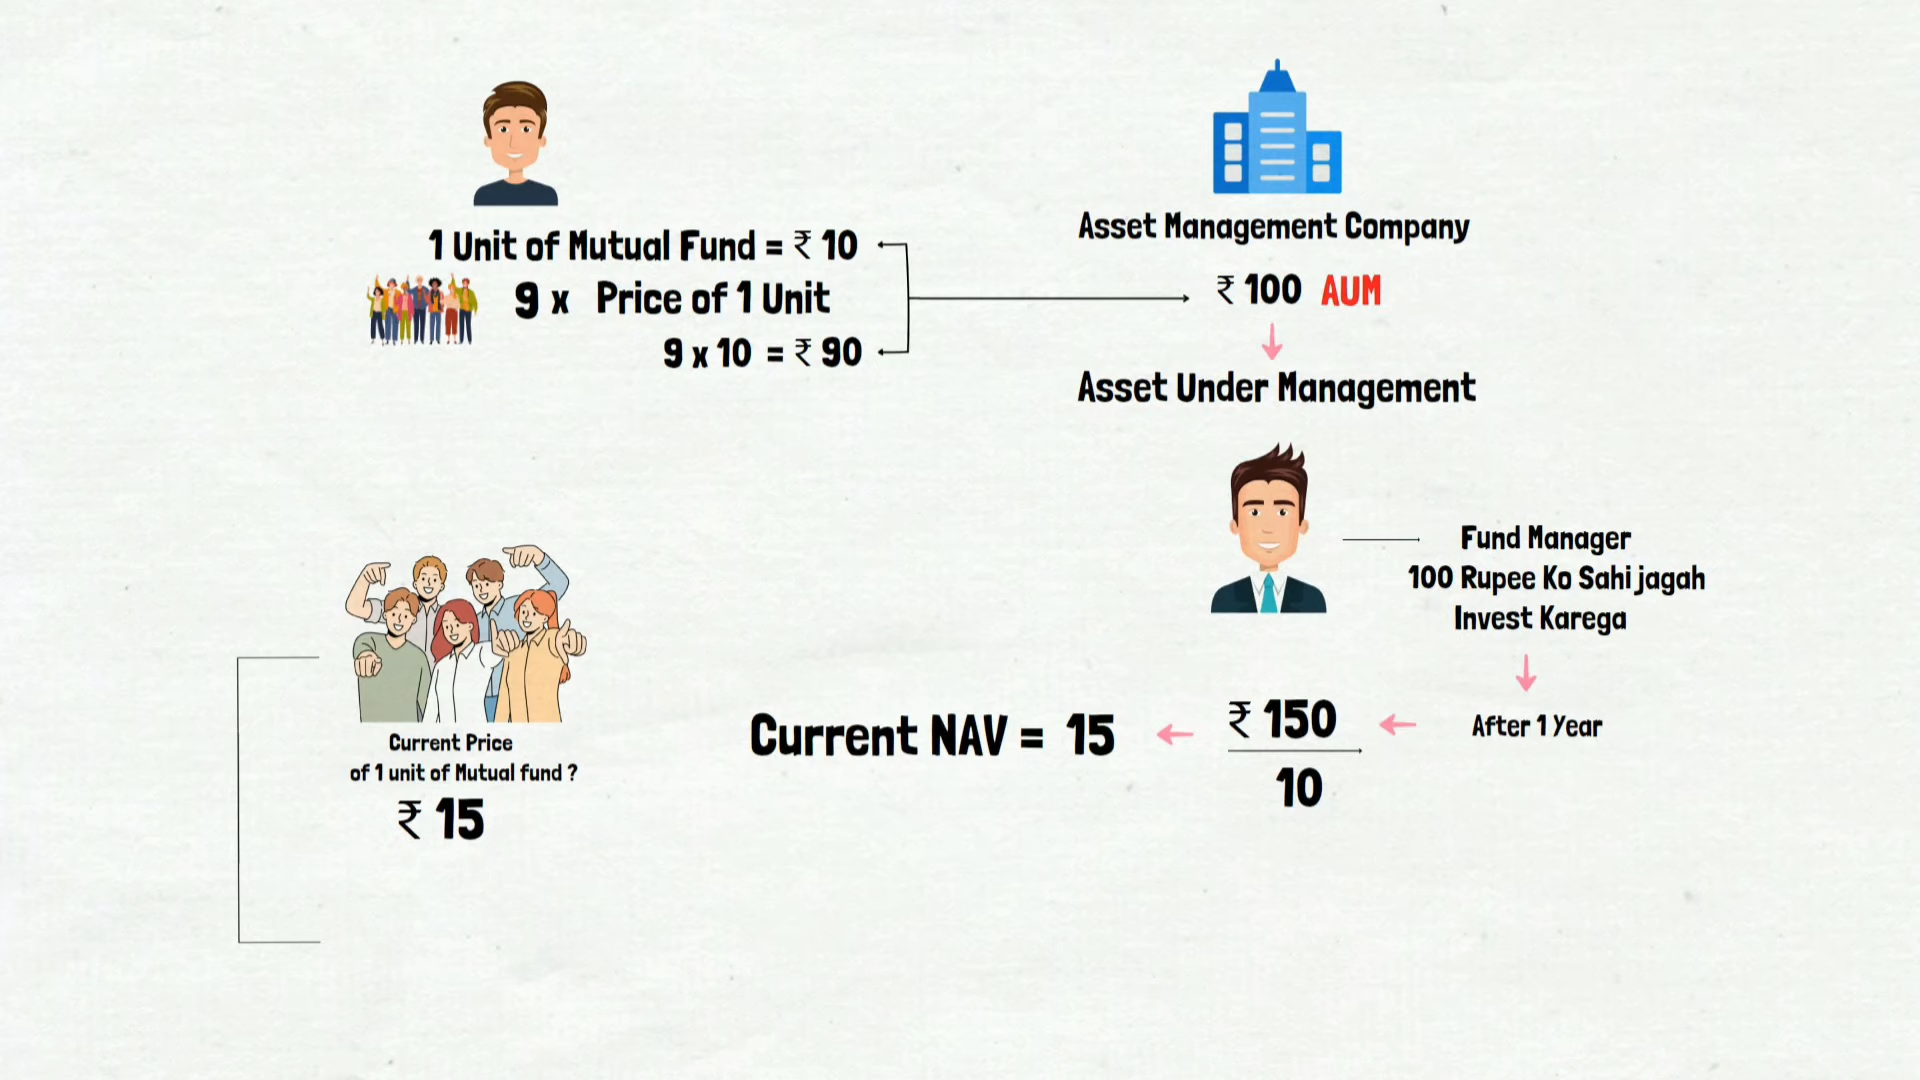 1 Unit of Mutual Fund = ₹ 10
9 x Price of 1 Unit
9 x 10 = ₹ 90
Asset Management Company
₹ 100 AUM
Asset Under Management
Fund Manager
100 Rupee Ko Sahi jagah
Invest Karega
After 1 Year
₹ 150
10
Current NAV = 15
Current Price
of 1 unit of Mutual fund ?
₹ 15